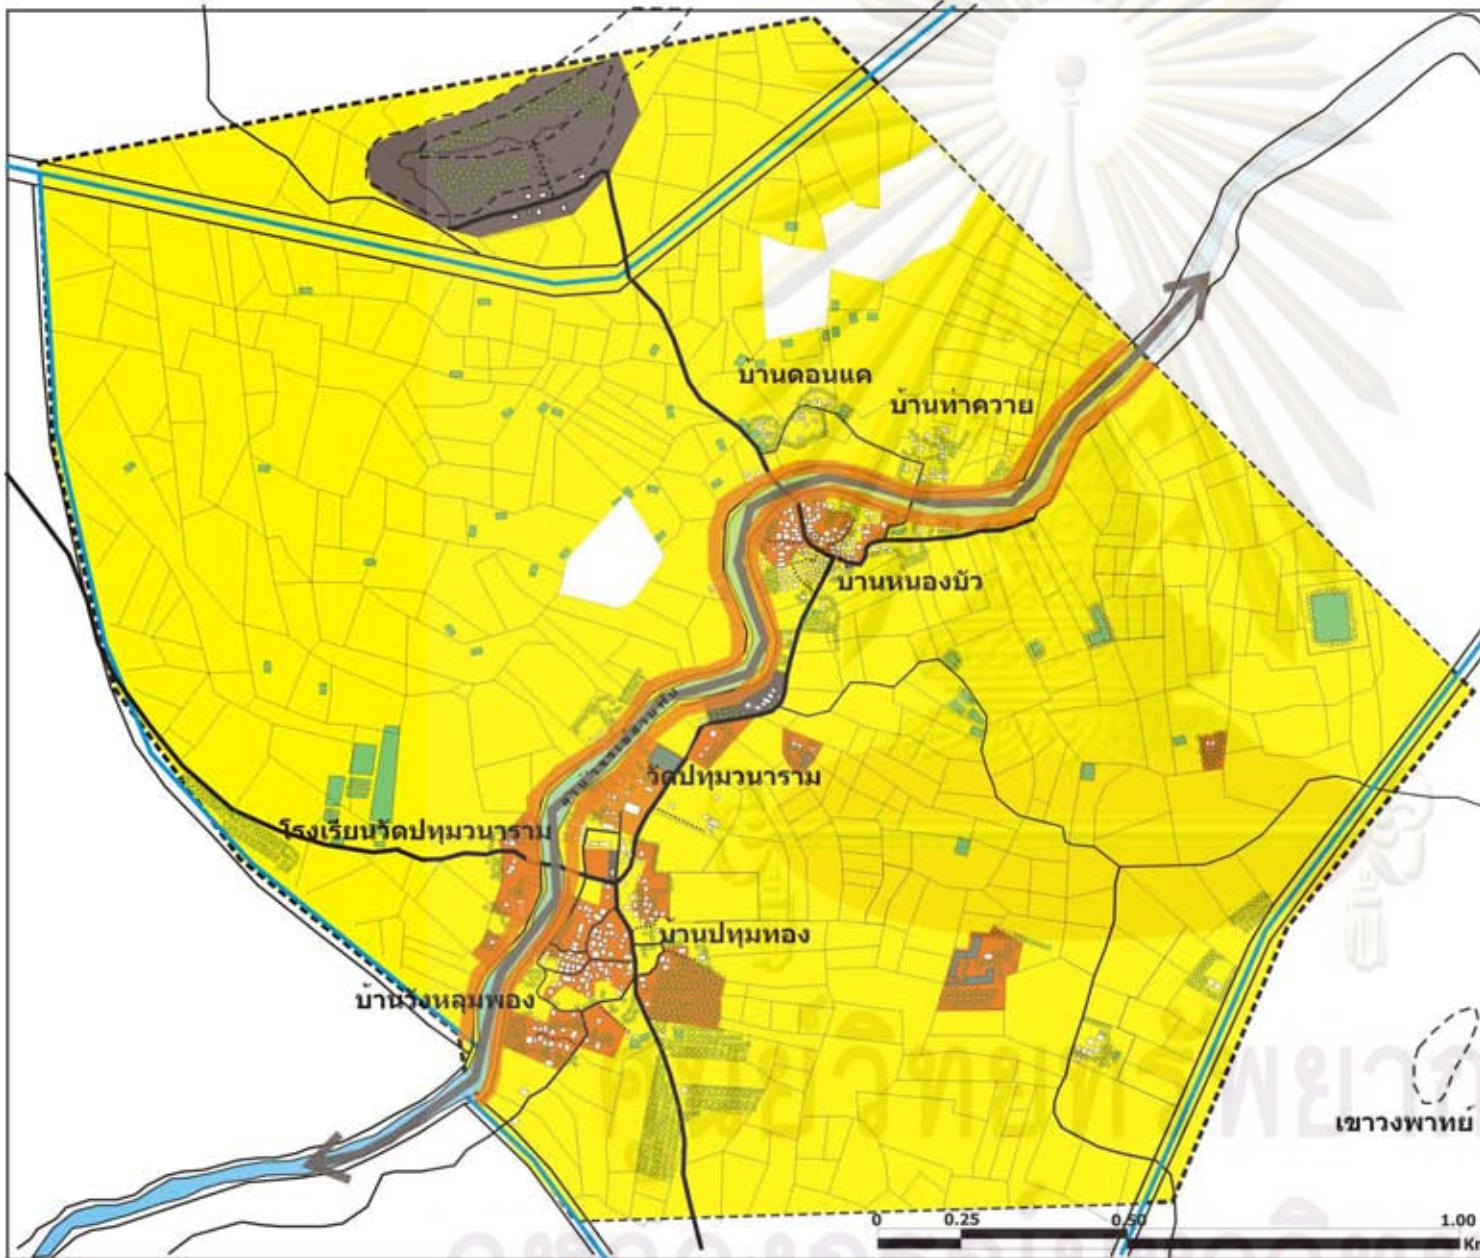 บ้านดอนแค
บ้านท่าควาย
บานหนองบัว
วัดปทุมวนาราม
โรงเรียนวัดปทุมวนาราม
บ้านปทุมทอง
บ้านวังหลุมพอง
เขาวงพาทย์
0 0.25 0.50 1.00